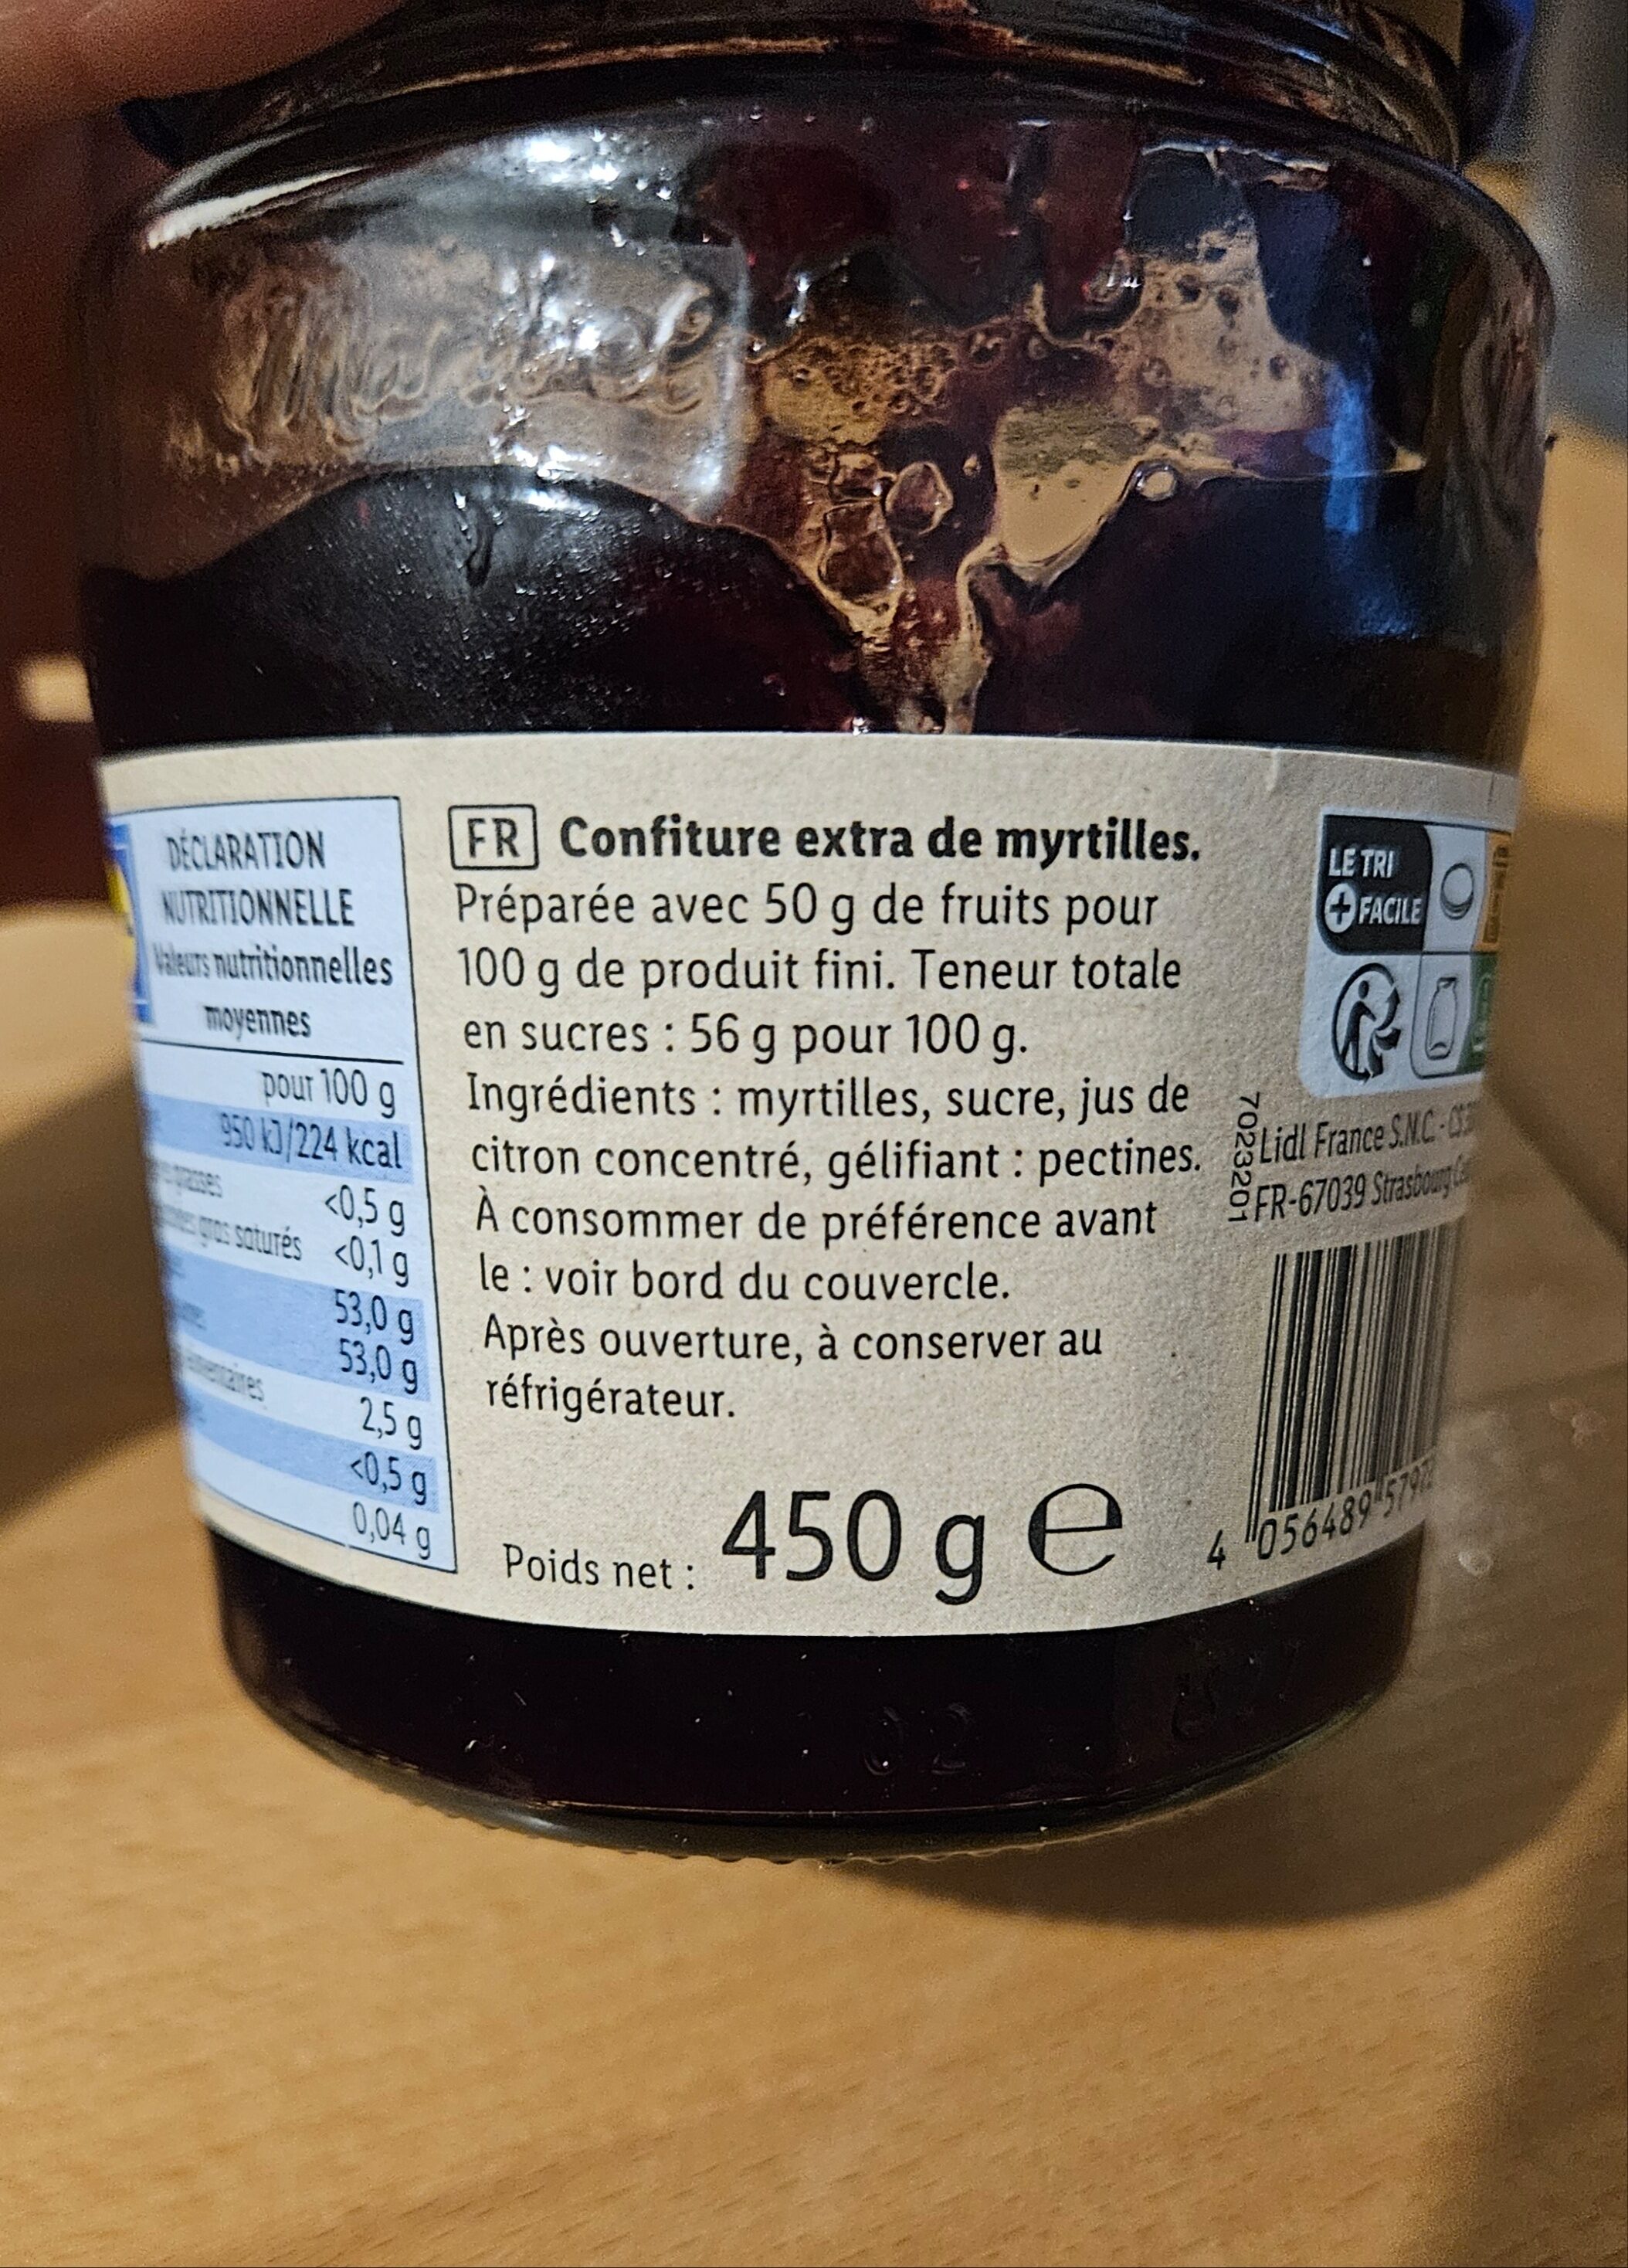 DÉCLARATION
NUTRITIONNELLE
Valeurs nutritionnelles
moyennes
pour 100 g
950 kJ/224 kcal
<0,5 g
gras saturés <0,1 g
53,0 g
53,0 g
2,5 g
<0,5 g
0,04 g
FR Confiture extra de myrtilles.
Préparée avec 50 g de fruits pour
100 g de produit fini. Teneur totale
en sucres : 56 g pour 100 g.
Ingrédients : myrtilles, sucre, jus de
citron concentré, gélifiant : pectines.
À consommer de préférence avant
le : voir bord du couvercle.
Après ouverture, à conserver au
réfrigérateur.
Poids net : 450 g e
LE TRI
+ FACILE
7023201
Lidl France S.N.C. - CS
FR-67039 Strasbourg
4 056489
02